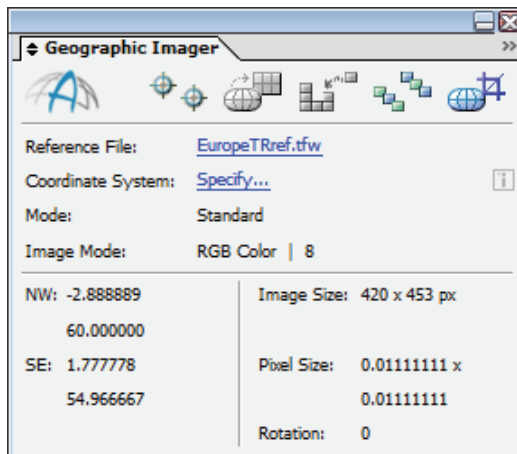 Geographic Imager
Reference File: EuropeTRref.tfw
Coordinate System: Specify...
Mode: Standard
Image Mode: RGB Color | 8
NW: -2.888889
60.000000
SE: 1.777778
54.966667
Image Size: 420 x 453 px
Pixel Size: 0.01111111 x
0.01111111
Rotation: 0